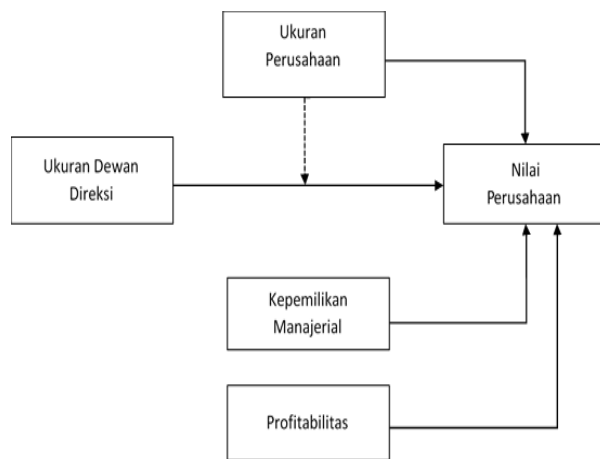 Ukuran
Perusahaan
Ukuran Dewan
Direksi
Nilai
Perusahaan
Kepemilikan
Manajerial
Profitabilitas